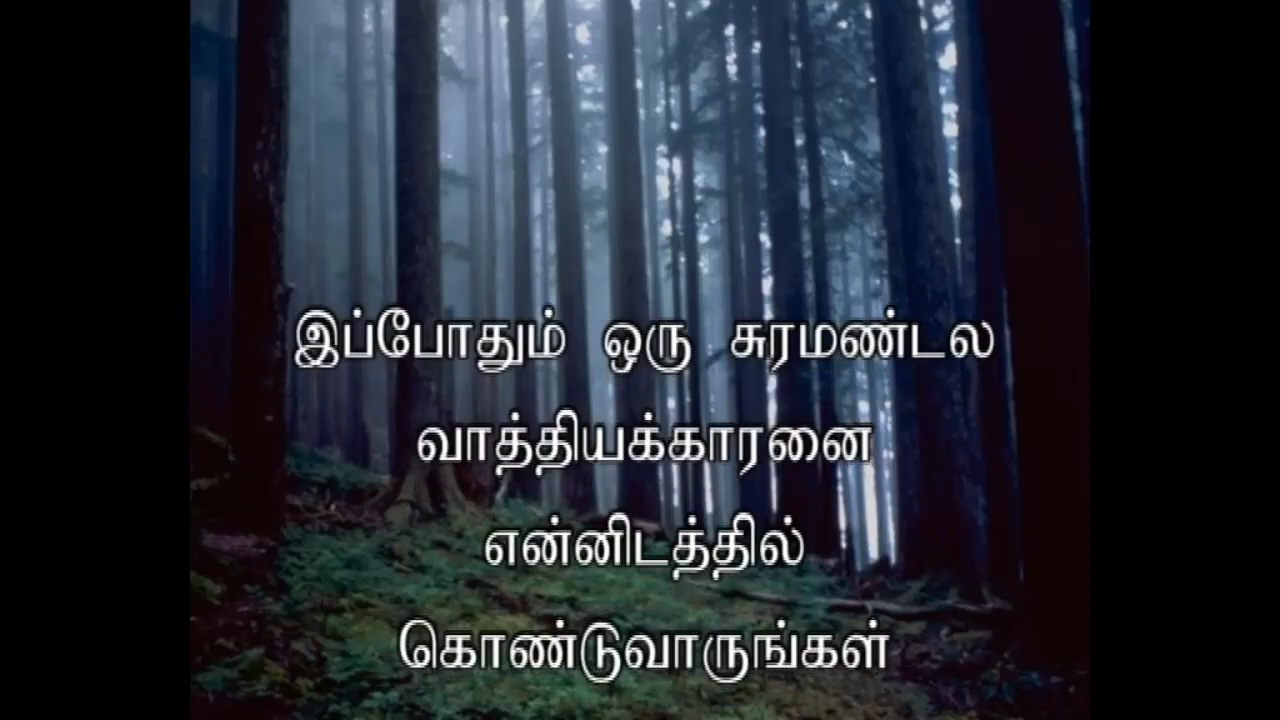 இப்போதும் ஒரு சுரமண்டல
வாத்தியக்காரனை
என்னிடத்தில்
கொண்டுவாருங்கள்